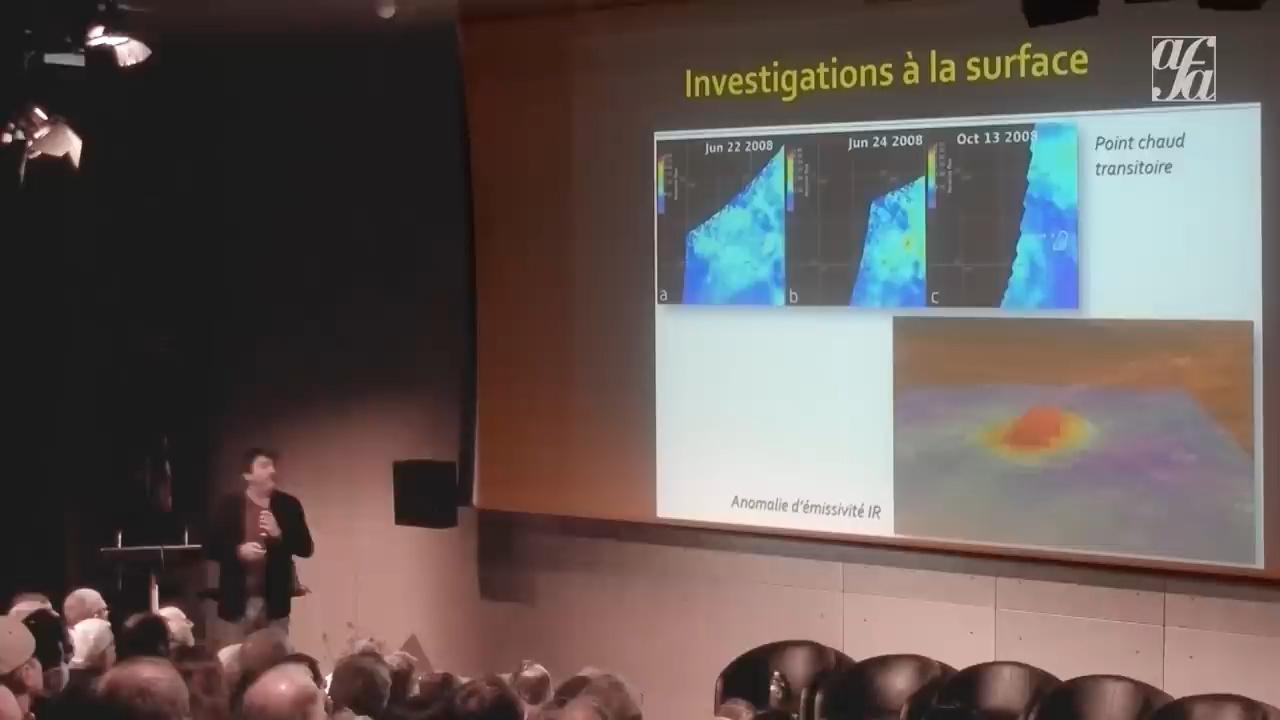 Investigations à la surface
afa
Jun 22 2008
Jun 24 2008
Oct 13 2008
Point chaud
transitoire
a
b
c
Anomalie d'émissivité IR